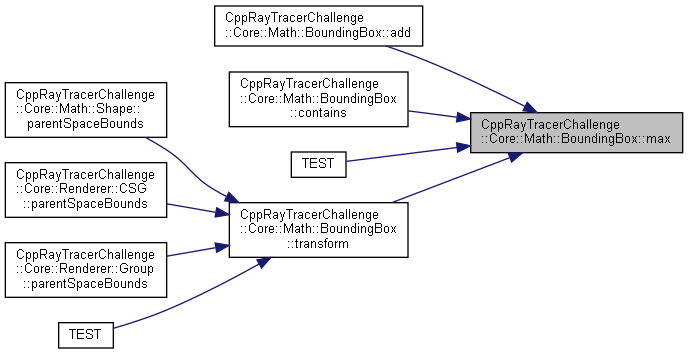 CppRayTracerChallenge
::Core::Math::BoundingBox::add
CppRayTracerChallenge
::Core::Math::Shape::
parentSpaceBounds
CppRayTracerChallenge
::Core::Math::BoundingBox
::contains
CppRayTracerChallenge
::Core::Math::BoundingBox::max
TEST
CppRayTracerChallenge
::Core::Renderer::CSG
::parentSpaceBounds
CppRayTracerChallenge
::Core::Math::BoundingBox
::transform
CppRayTracerChallenge
::Core::Renderer::Group
::parentSpaceBounds
TEST